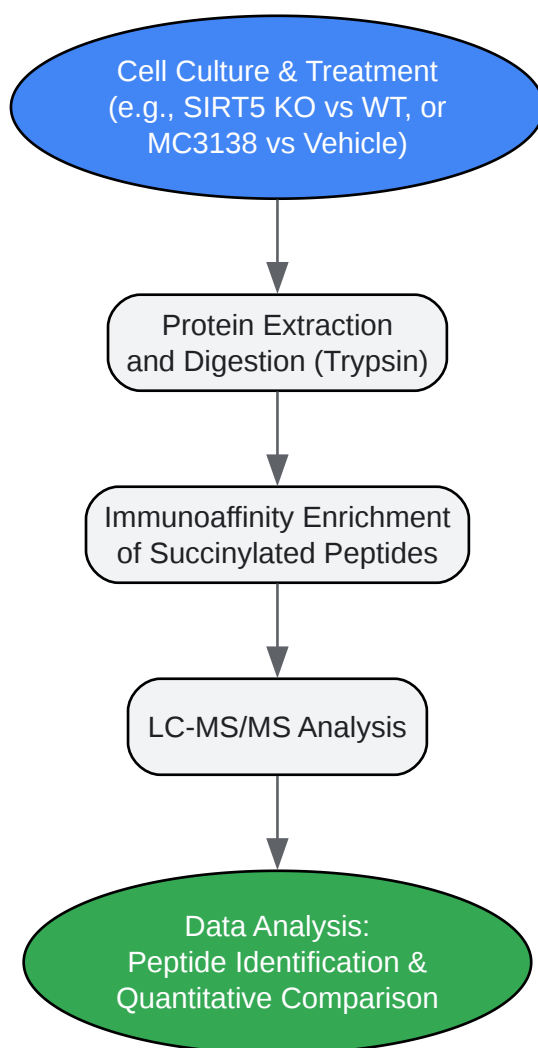 Cell Culture & Treatment
(e.g., SIRT5 KO vs WT, or
MC3138 vs Vehicle)
Protein Extraction
and Digestion (Trypsin)
Immunoaffinity Enrichment
of Succinylated Peptides
LC-MS/MS Analysis
Data Analysis:
Peptide Identification &
Quantitative Comparison